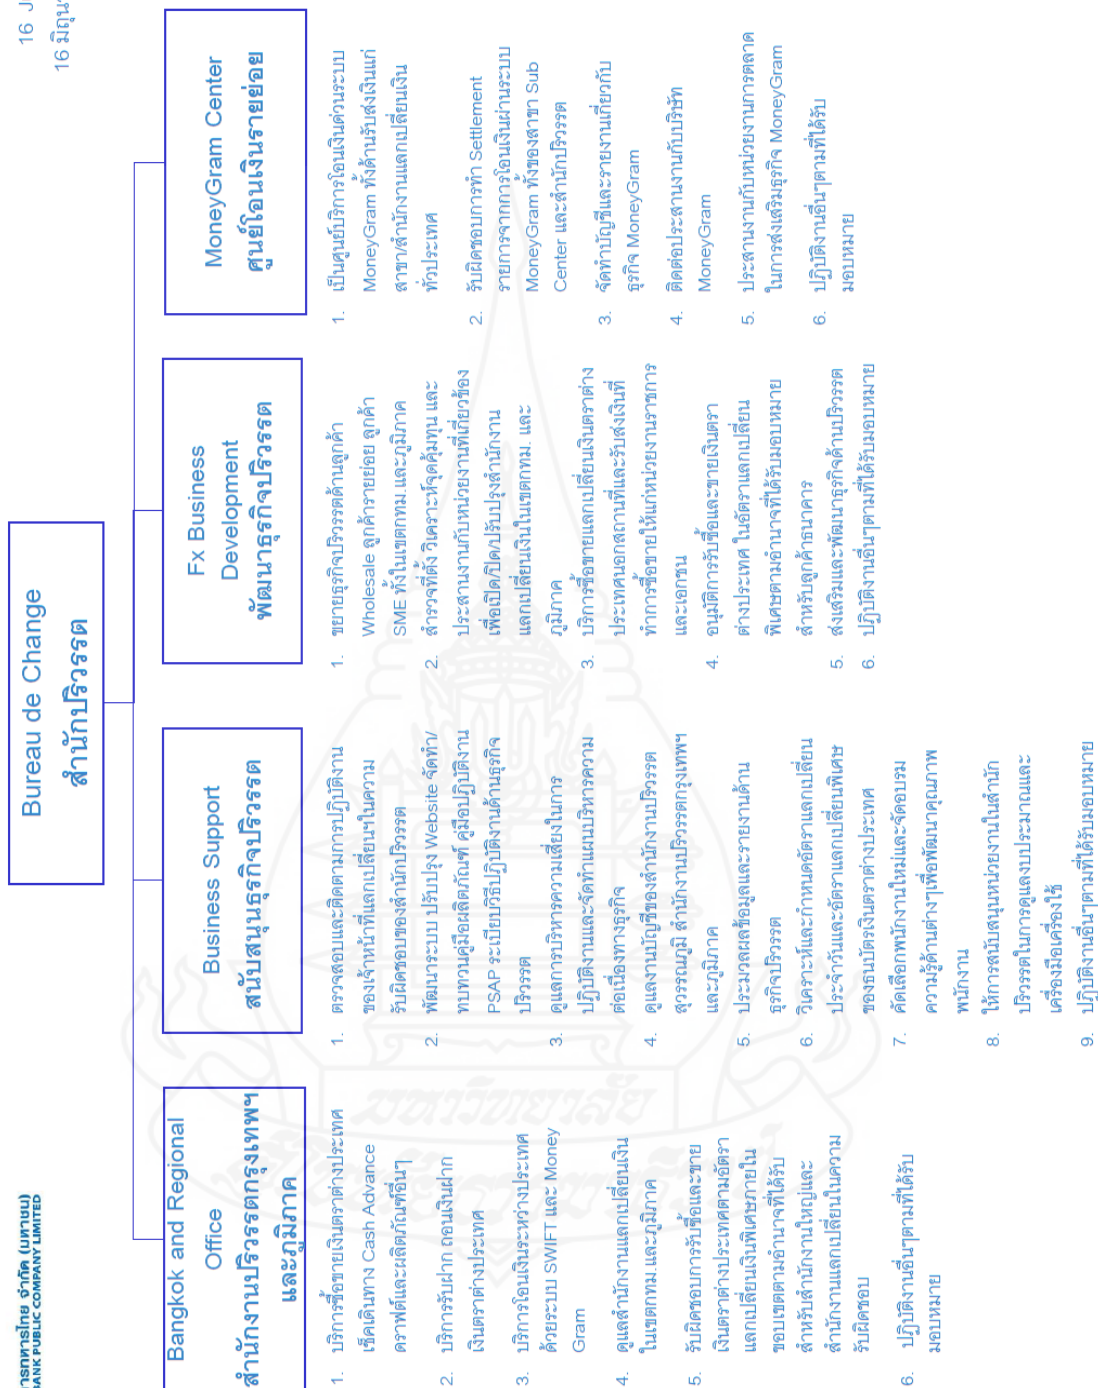 16 J
16 มิถุน
ารทหารไทย จำกัด (มหาชน)
BANK PUBLIC COMPANY LIMITED
Bureau de Change
สำนักปริวรรต
Bangkok and Regional
Office
สำนักงานปริวรรตกรุงเทพฯ
และภูมิภาค
1. บริการซื้อขายเงินตราต่างประเทศ
เช็คเดินทาง Cash Advance
ดราฟต์และผลิตภัณฑ์อื่นๆ
2. บริการรับฝาก ถอนเงินฝาก
เงินตราต่างประเทศ
3. บริการโอนเงินระหว่างประเทศ
ด้วยระบบ SWIFT และ Money
Gram
4. ดูแลสำนักงานแลกเปลี่ยนเงิน
ในเขตกทม.และภูมิภาค
5. รับผิดชอบการรับซื้อและขาย
เงินตราต่างประเทศตามอัตรา
แลกเปลี่ยนเงินพิเศษภายใน
ขอบเขตตามอำนาจที่ได้รับ
สำหรับสำนักงานใหญ่และ
สำนักงานแลกเปลี่ยนในความ
รับผิดชอบ
6. ปฏิบัติงานอื่นๆตามที่ได้รับ
มอบหมาย
Business Support
สนับสนุนธุรกิจปริวรรต
1. ตรวจสอบและติดตามการปฏิบัติงาน
ของเจ้าหน้าที่แลกเปลี่ยนฯในความ
รับผิดชอบของสำนักปริวรรต
2. พัฒนาระบบ ปรับปรุง Website จัดทำ/
ทบทวนคู่มือผลิตภัณฑ์ คู่มือปฏิบัติงาน
PSAP ระเบียบวิธีปฏิบัติงานด้านธุรกิจ
ปริวรรต
3. ดูแลการบริหารความเสี่ยงในการ
ปฏิบัติงานและจัดทำแผนบริหารความ
ต่อเนื่องทางธุรกิจ
4. ดูแลงานบัญชีของสำนักงานปริวรรต
สุวรรณภูมิ สำนักงานปริวรรตกรุงเทพฯ
และภูมิภาค
5. ประมวลผลข้อมูลและรายงานด้าน
ธุรกิจปริวรรต
6. วิเคราะห์และกำหนดอัตราแลกเปลี่ยน
ประจำวันและอัตราแลกเปลี่ยนพิเศษ
ของธนบัตรเงินตราต่างประเทศ
7. คัดเลือกพนักงานใหม่และจัดอบรม
ความรู้ด้านต่างๆเพื่อพัฒนาคุณภาพ
พนักงาน
8. ให้การสนับสนุนหน่วยงานในสำนัก
ปริวรรตในการดูแลงบประมาณและ
เครื่องมือเครื่องใช้
9. ปฏิบัติงานอื่นๆตามที่ได้รับมอบหมาย
Fx Business
Development
พัฒนาธุรกิจปริวรรต
1. ขยายธุรกิจปริวรรตด้านลูกค้า
Wholesale ลูกค้ารายย่อย ลูกค้า
SME ทั้งในเขตกทม.และภูมิภาค
2. สำรวจที่ตั้ง วิเคราะห์จุดคุ้มทุน และ
ประสานงานกับหน่วยงานที่เกี่ยวข้อง
เพื่อเปิด/ปิด/ปรับปรุงสำนักงาน
แลกเปลี่ยนเงินในเขตกทม. และ
ภูมิภาค
3. บริการซื้อขายแลกเปลี่ยนเงินตราต่าง
ประเทศนอกสถานที่และรับส่งเงินที่
ทำการซื้อขายให้แก่หน่วยงานราชการ
และเอกชน
4. อนุมัติการรับซื้อและขายเงินตรา
ต่างประเทศ ในอัตราแลกเปลี่ยน
พิเศษตามอำนาจที่ได้รับมอบหมาย
สำหรับลูกค้าธนาคาร
5. ส่งเสริมและพัฒนาธุรกิจด้านปริวรรต
6. ปฏิบัติงานอื่นๆตามที่ได้รับมอบหมาย
MoneyGram Center
ศูนย์โอนเงินรายย่อย
1. เป็นศูนย์บริการโอนเงินด่วนระบบ
MoneyGram ทั้งด้านรับส่งเงินแก่
สาขา/สำนักงานแลกเปลี่ยนเงิน
ทั่วประเทศ
2. รับผิดชอบการทำ Settlement
รายการจากการโอนเงินผ่านระบบ
MoneyGram ทั้งของสาขา Sub
Center และสำนักปริวรรต
3. จัดทำบัญชีและรายงานเกี่ยวกับ
ธุรกิจ MoneyGram
4. ติดต่อประสานงานกับบริษัท
MoneyGram
5. ประสานงานกับหน่วยงานการตลาด
ในการส่งเสริมธุรกิจ MoneyGram
6. ปฏิบัติงานอื่นๆตามที่ได้รับ
มอบหมาย